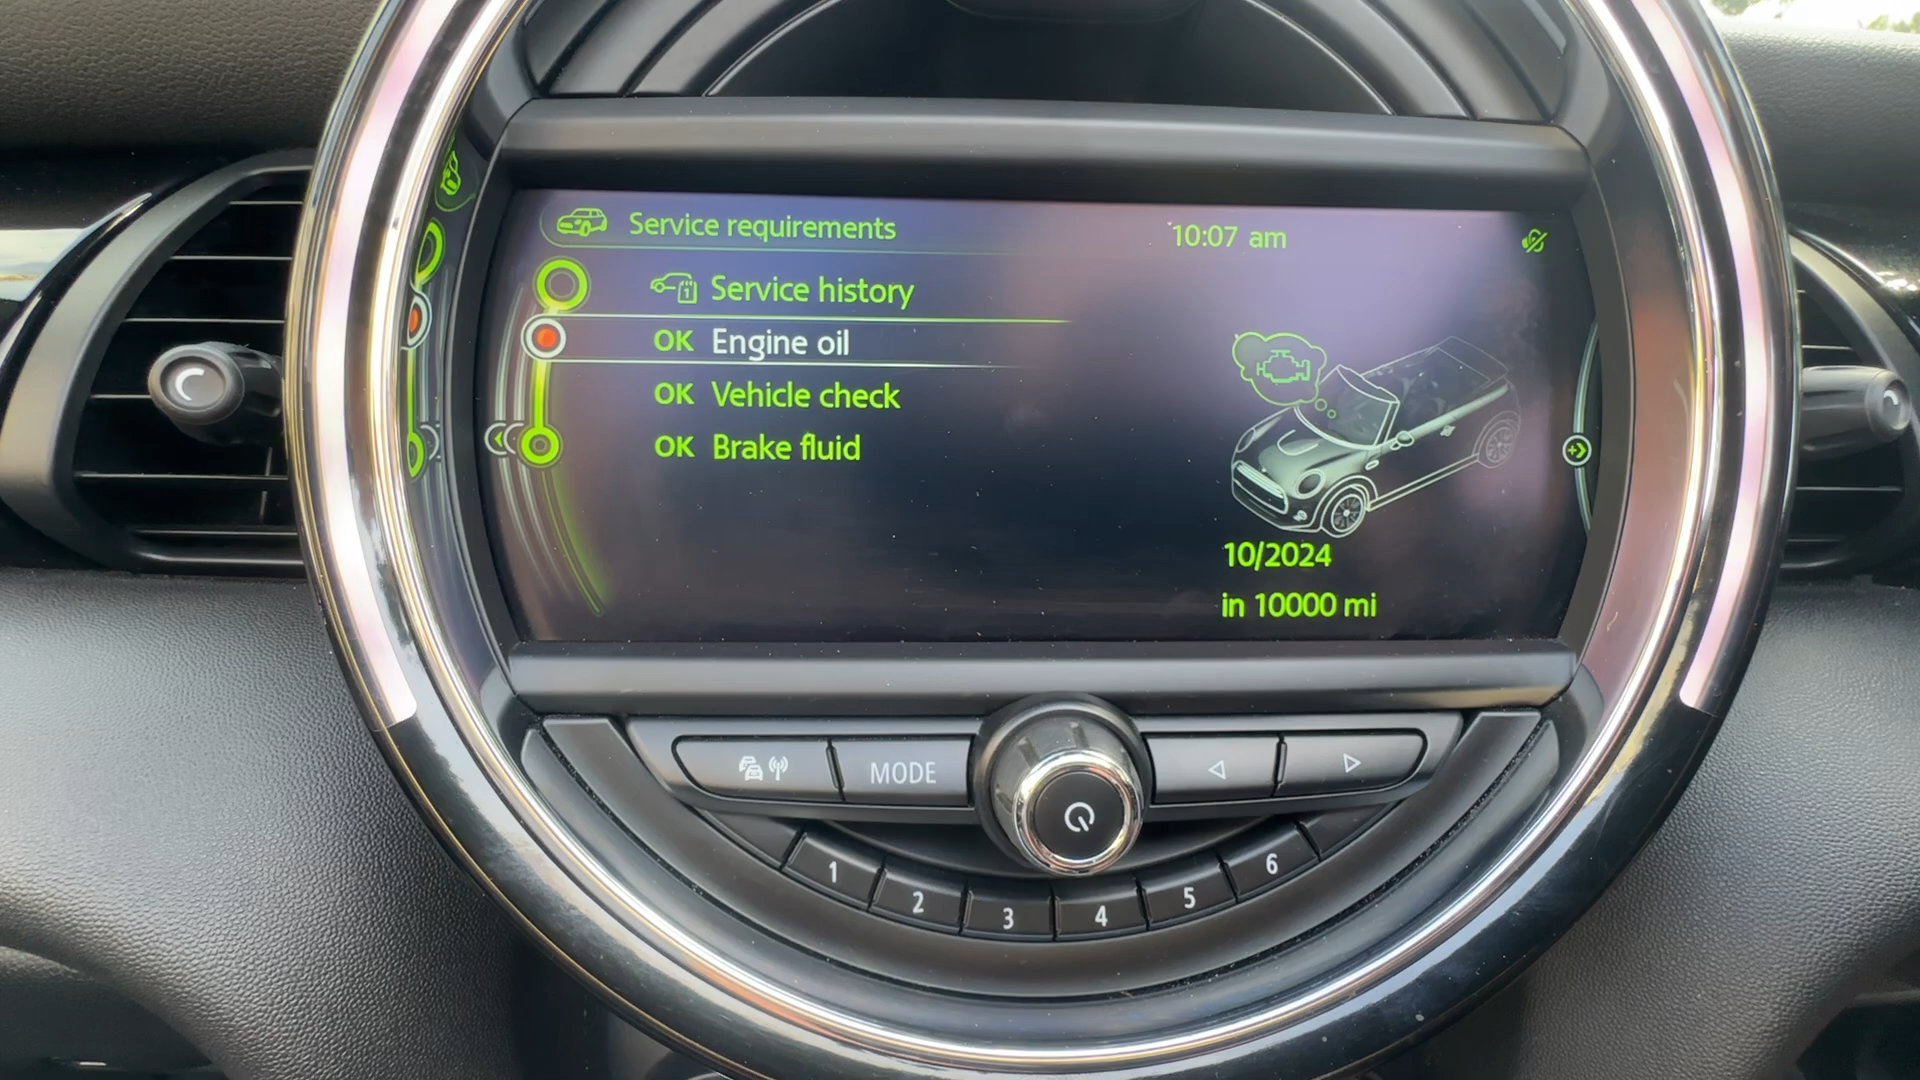 Service requirements
10:07 am
Service history
OK Engine oil
OK Vehicle check
OK Brake fluid
10/2024
in 10000 mi
MODE
1
2
3
4
5
6